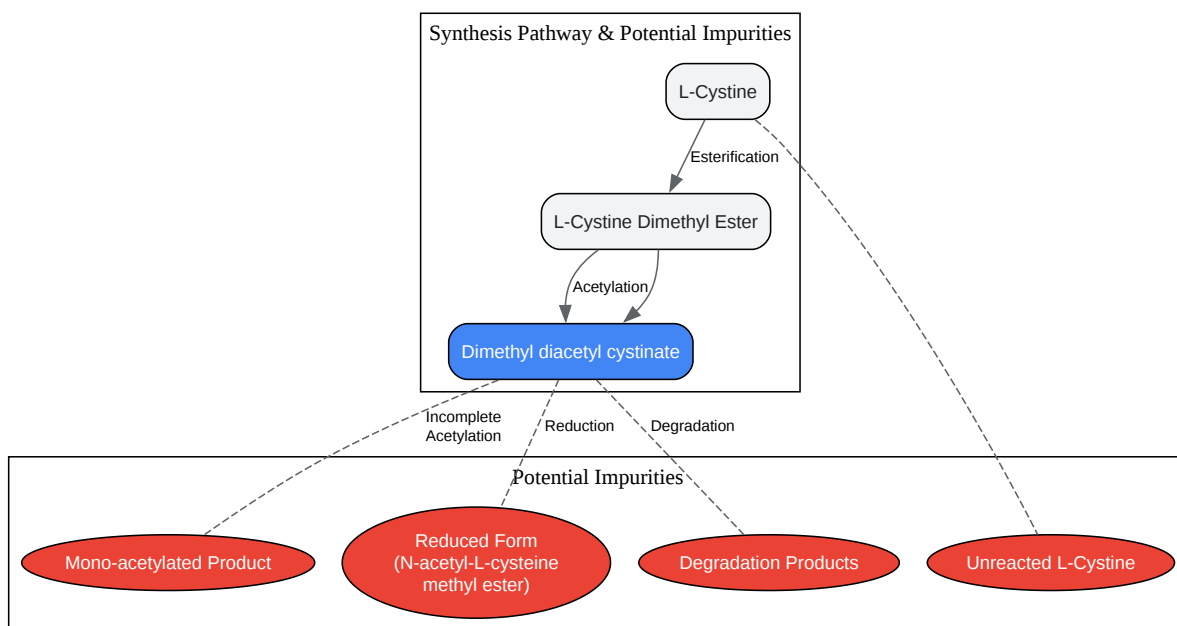 Synthesis Pathway & Potential Impurities
L-Cystine
Esterification
L-Cystine Dimethyl Ester
Acetylation
Dimethyl diacetyl cystinate
Incomplete
Acetylation
Reduction
Degradation
Potential Impurities
Mono-acetylated Product
Reduced Form
(N-acetyl-L-cysteine
methyl ester)
Degradation Products
Unreacted L-Cystine